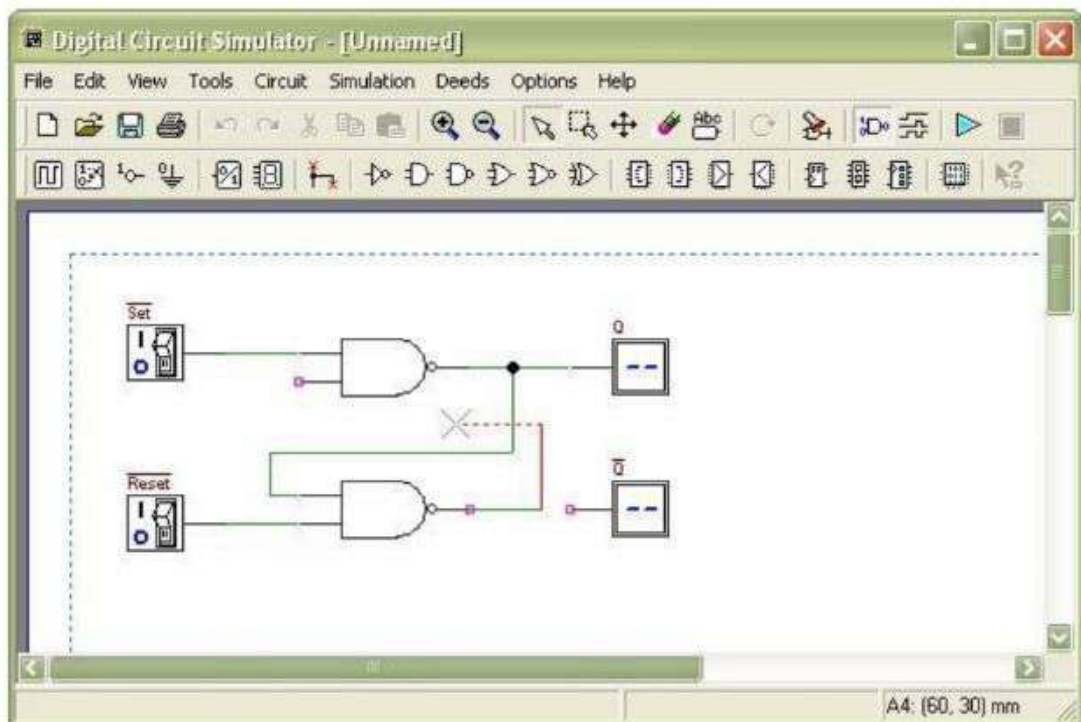 Digital Circuit Simulator - [Unnamed]
File Edit View Tools Circuit Simulation Deeds Options Help
Abc
Set
Q
Reset
Q̅
A4: (60, 30) mm